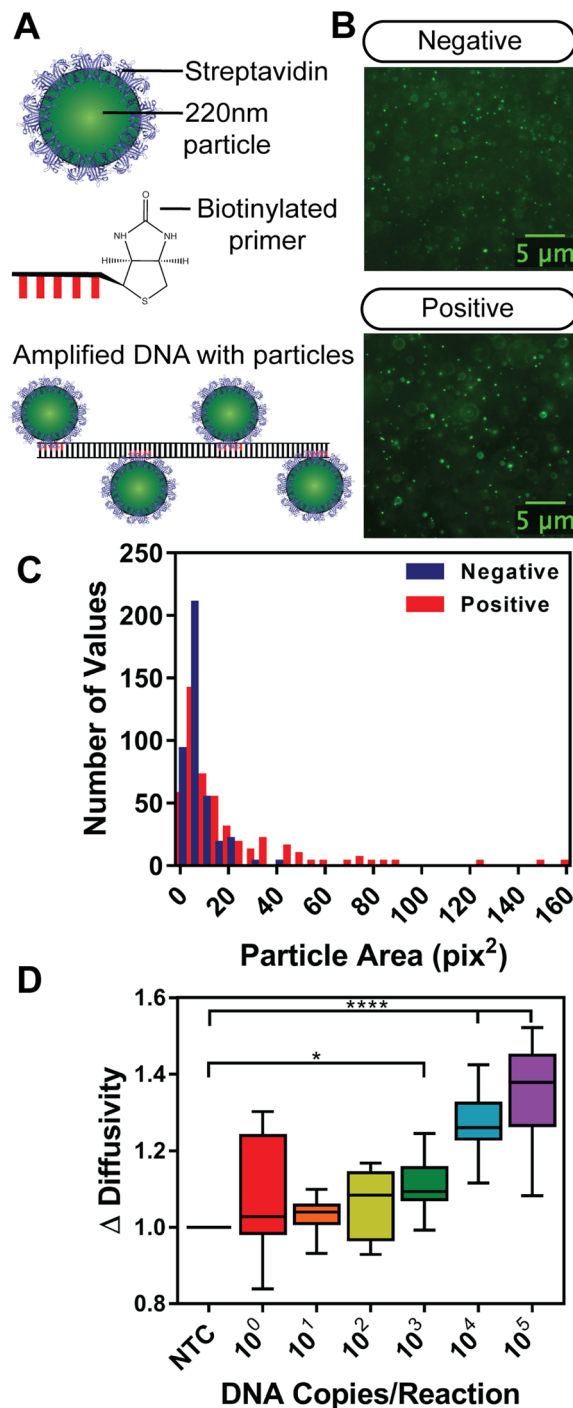 A
Streptavidin
220nm
particle
O
NH
NH
H
H
S
Biotinylated
primer
Amplified DNA with particles
B
Negative
5 µm
Positive
5 µm
C
Number of Values
250
200
150
100
50
0
Negative
Positive
0
20
40
60
80
100
120
140
160
Particle Area (pix²)
D
Δ Diffusivity
1.6
1.4
1.2
1.0
0.8
****
*
NTC
10⁰
10¹
10²
10³
10⁴
10⁵
DNA Copies/Reaction